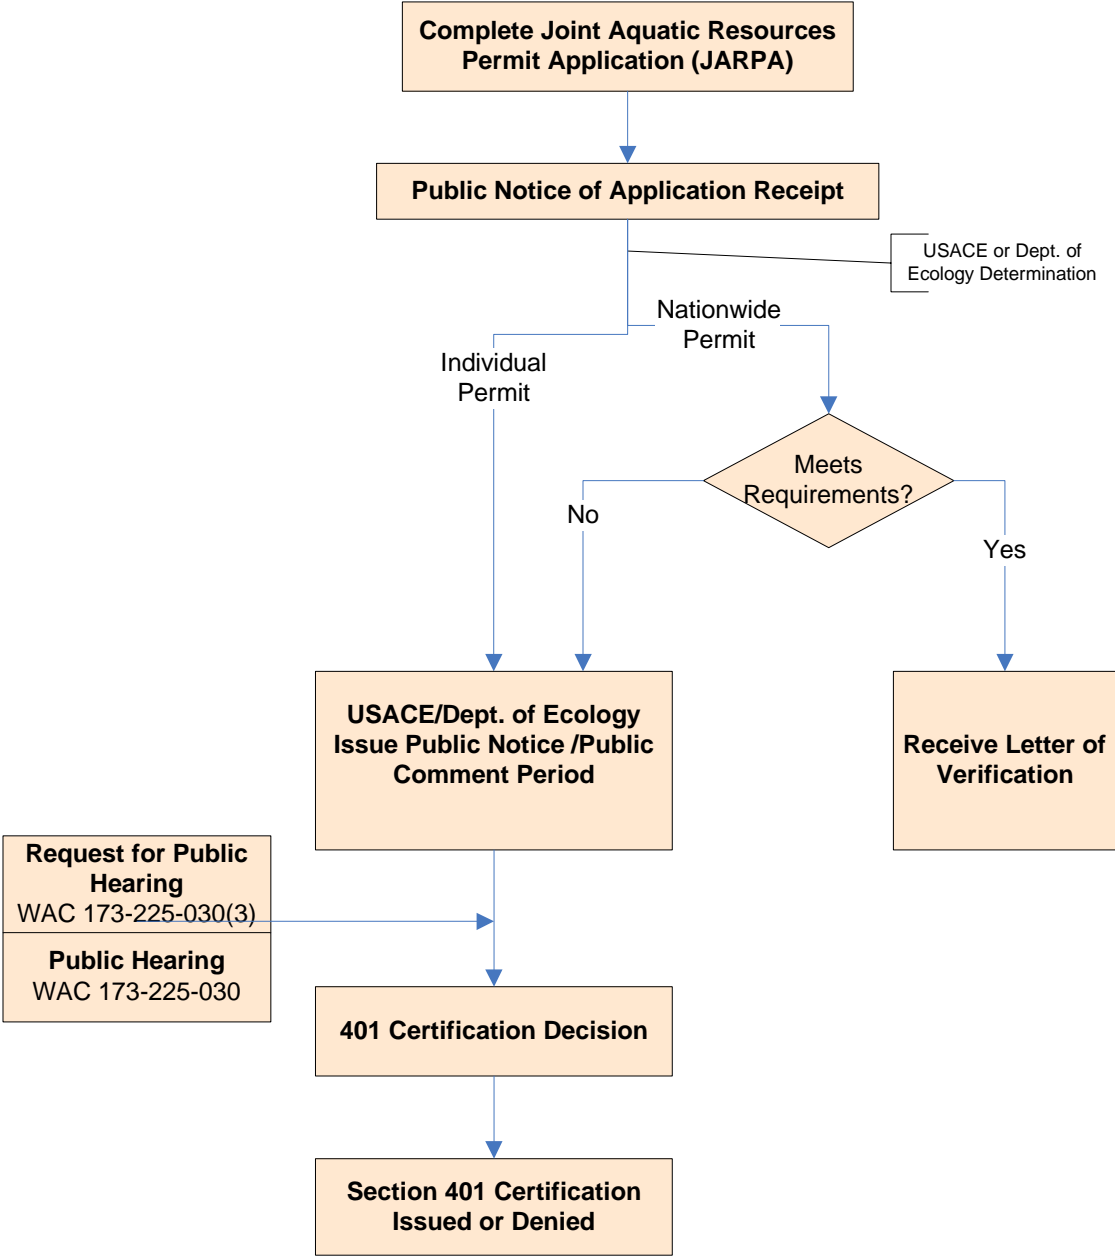 Complete Joint Aquatic Resources
Permit Application (JARPA)
Public Notice of Application Receipt
USACE or Dept. of
Ecology Determination
Nationwide
Permit
Individual
Permit
Meets
Requirements?
No
Yes
USACE/Dept. of Ecology
Issue Public Notice /Public
Comment Period
Receive Letter of
Verification
Request for Public
Hearing
WAC 173-225-030(3)
Public Hearing
WAC 173-225-030
401 Certification Decision
Section 401 Certification
Issued or Denied